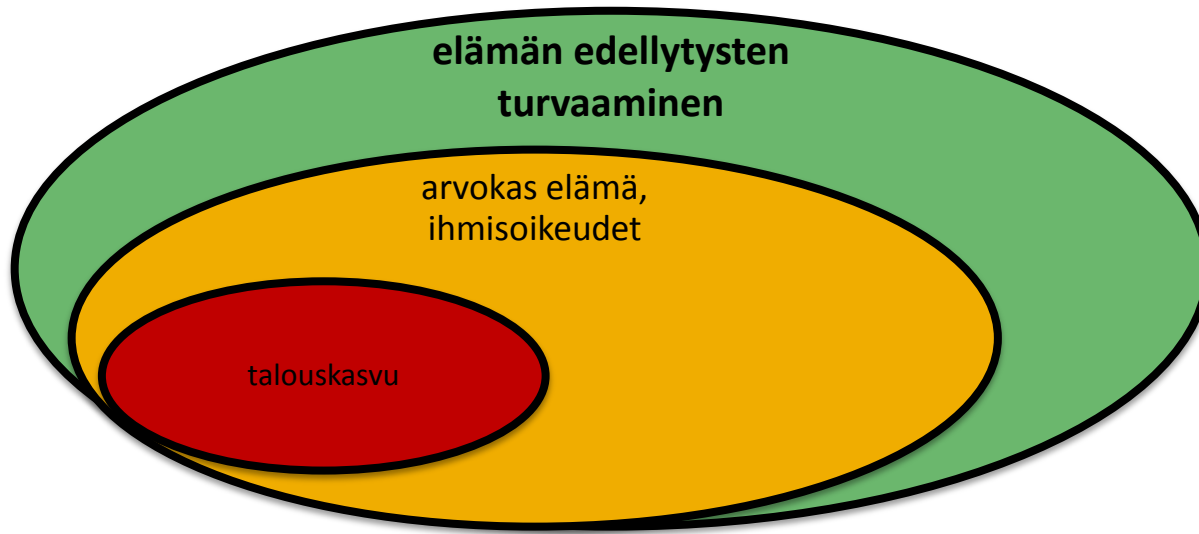 elämän edellytysten
turvaaminen
arvokas elämä,
ihmisoikeudet
talouskasvu